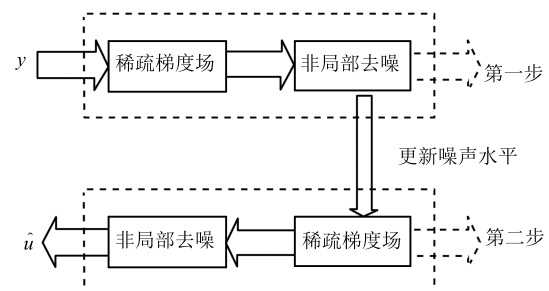 y
稀疏梯度场
非局部去噪
第一步
更新噪声水平
û
非局部去噪
稀疏梯度场
第二步